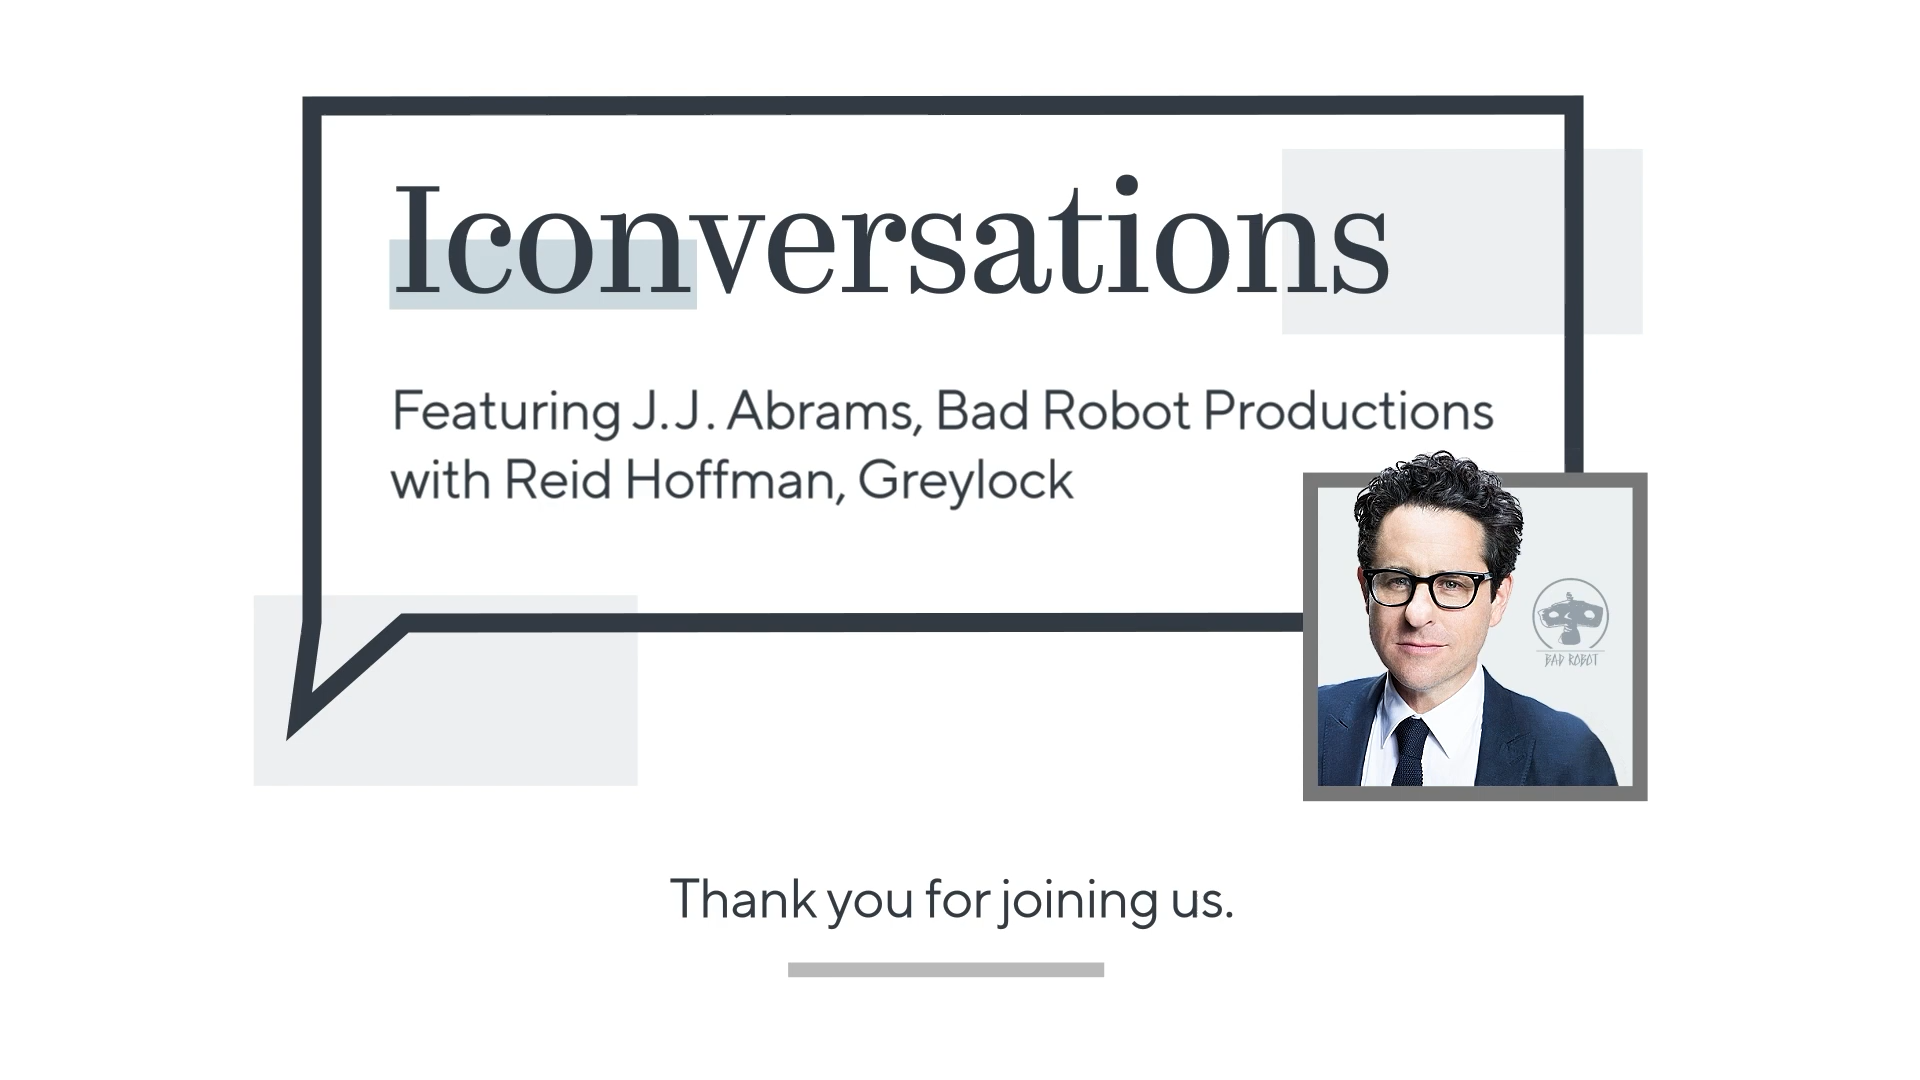 Iconversations
Featuring J.J. Abrams, Bad Robot Productions
with Reid Hoffman, Greylock
BAD ROBOT
Thank you for joining us.